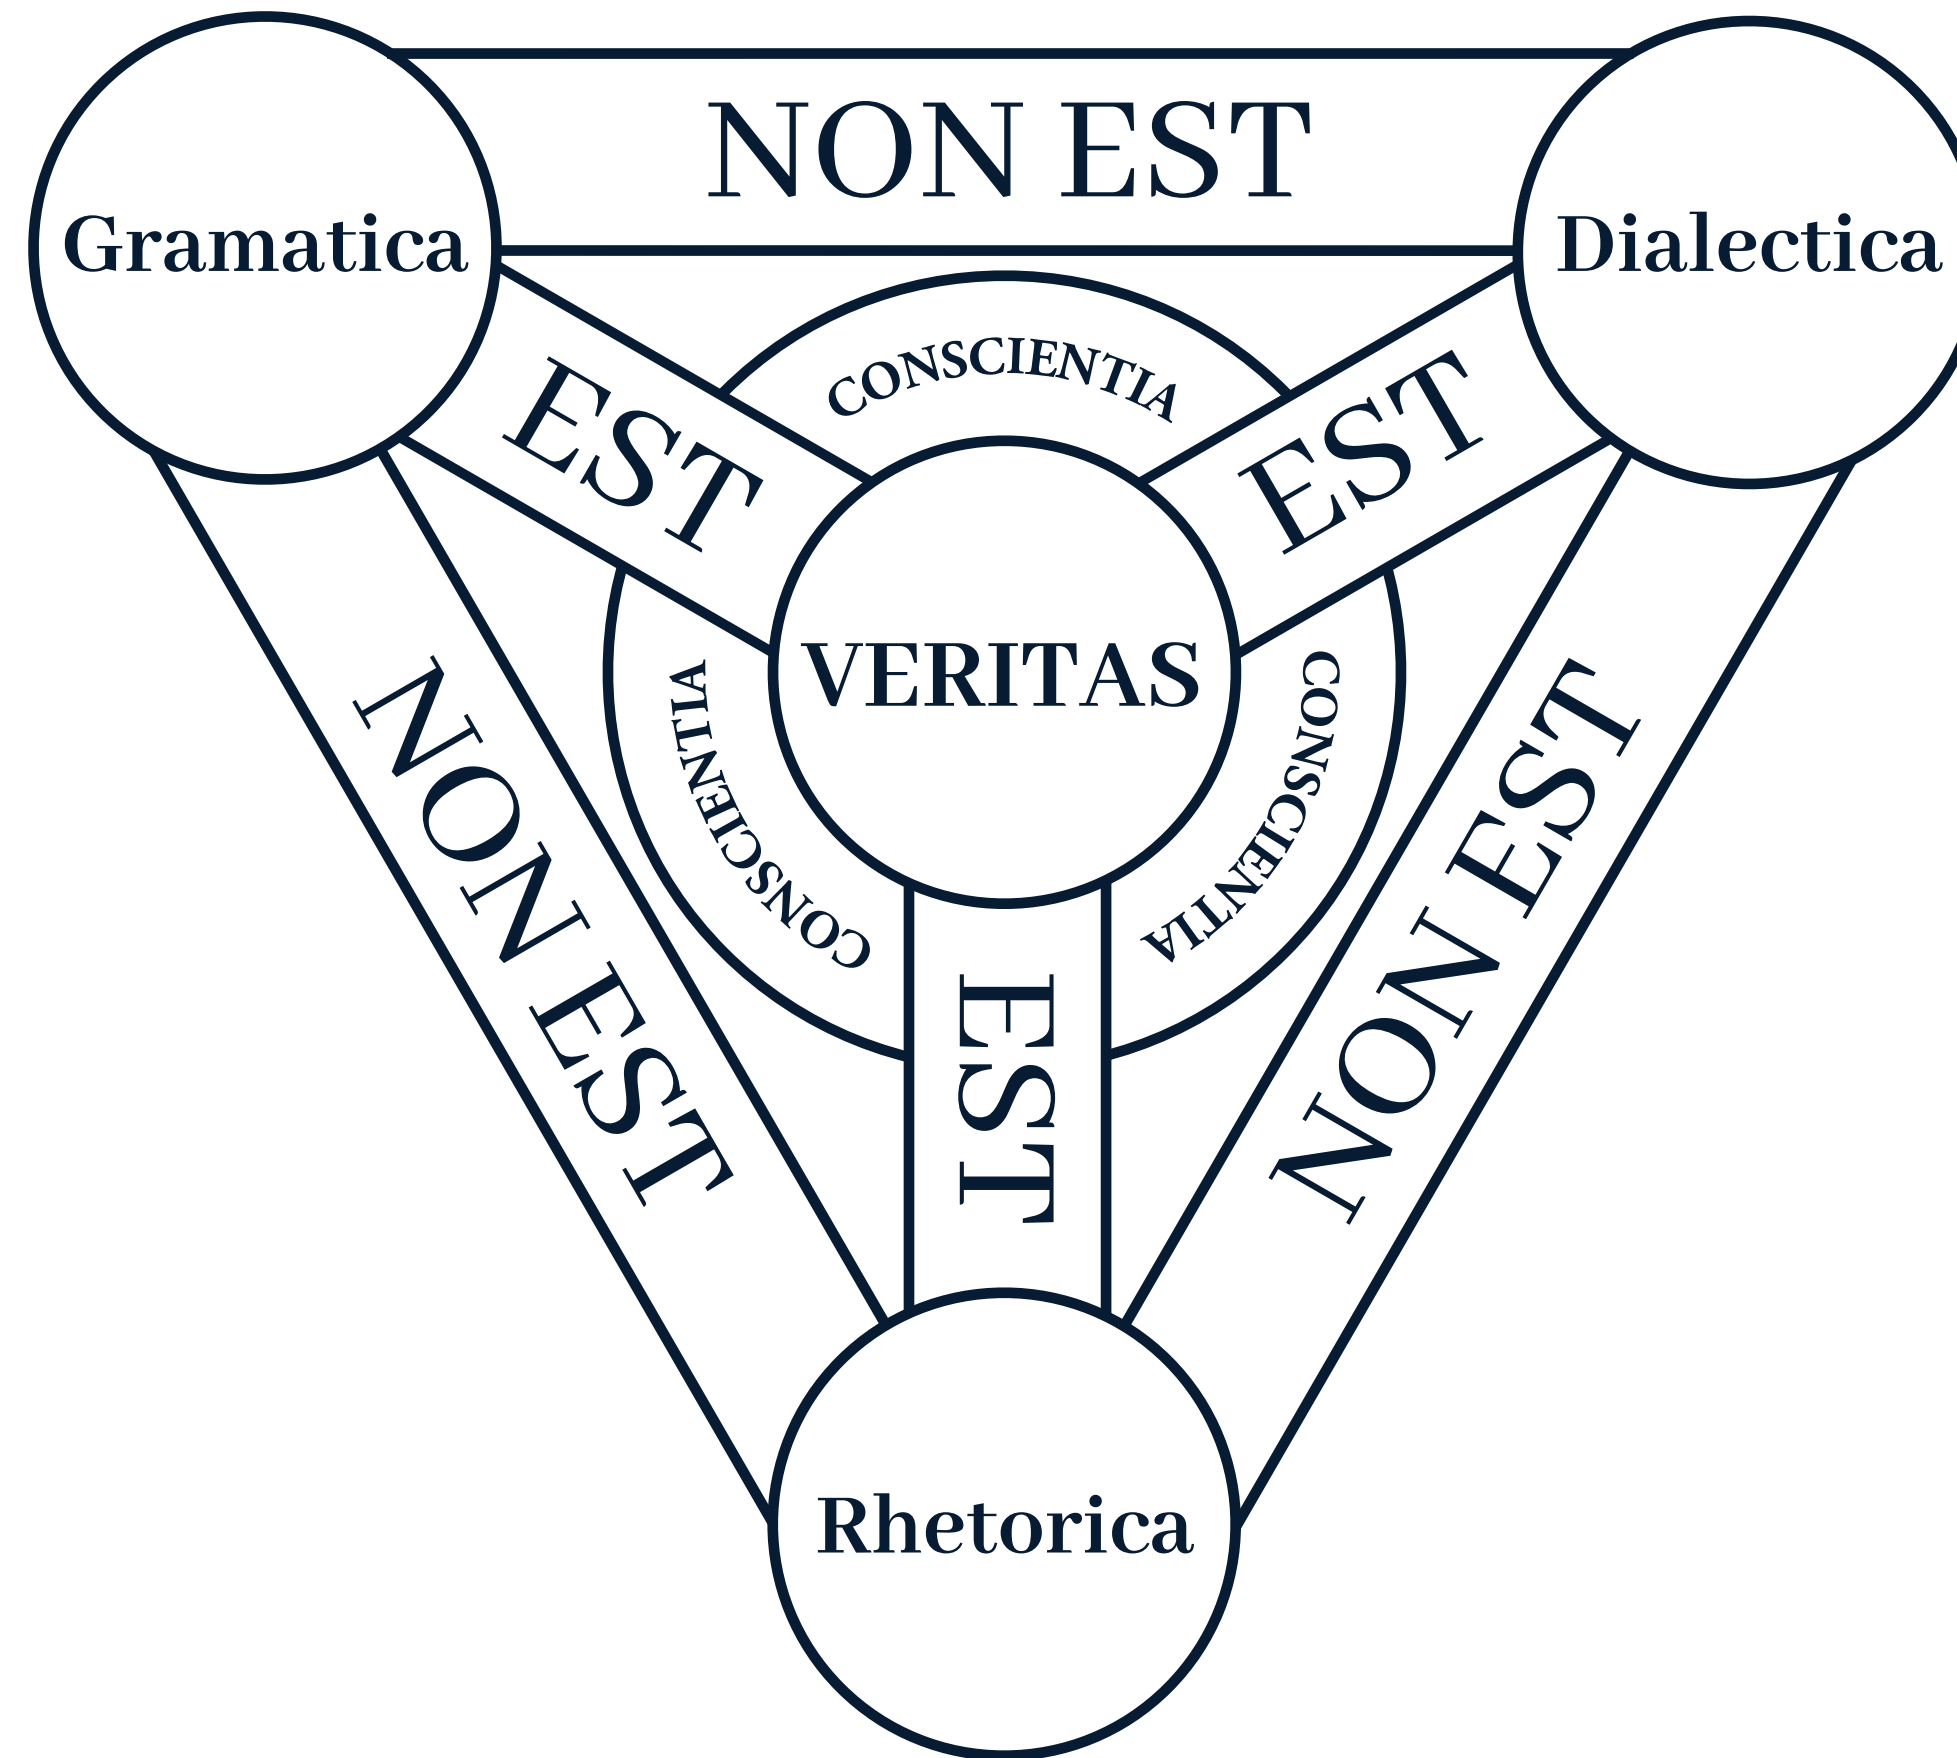 NON EST
Gramatica
Dialectica
CONSCIENTIA
EST
EST
VERITAS
CONSCIENTIA
CONSCIENTIA
NON EST
NON EST
EST
Rhetorica